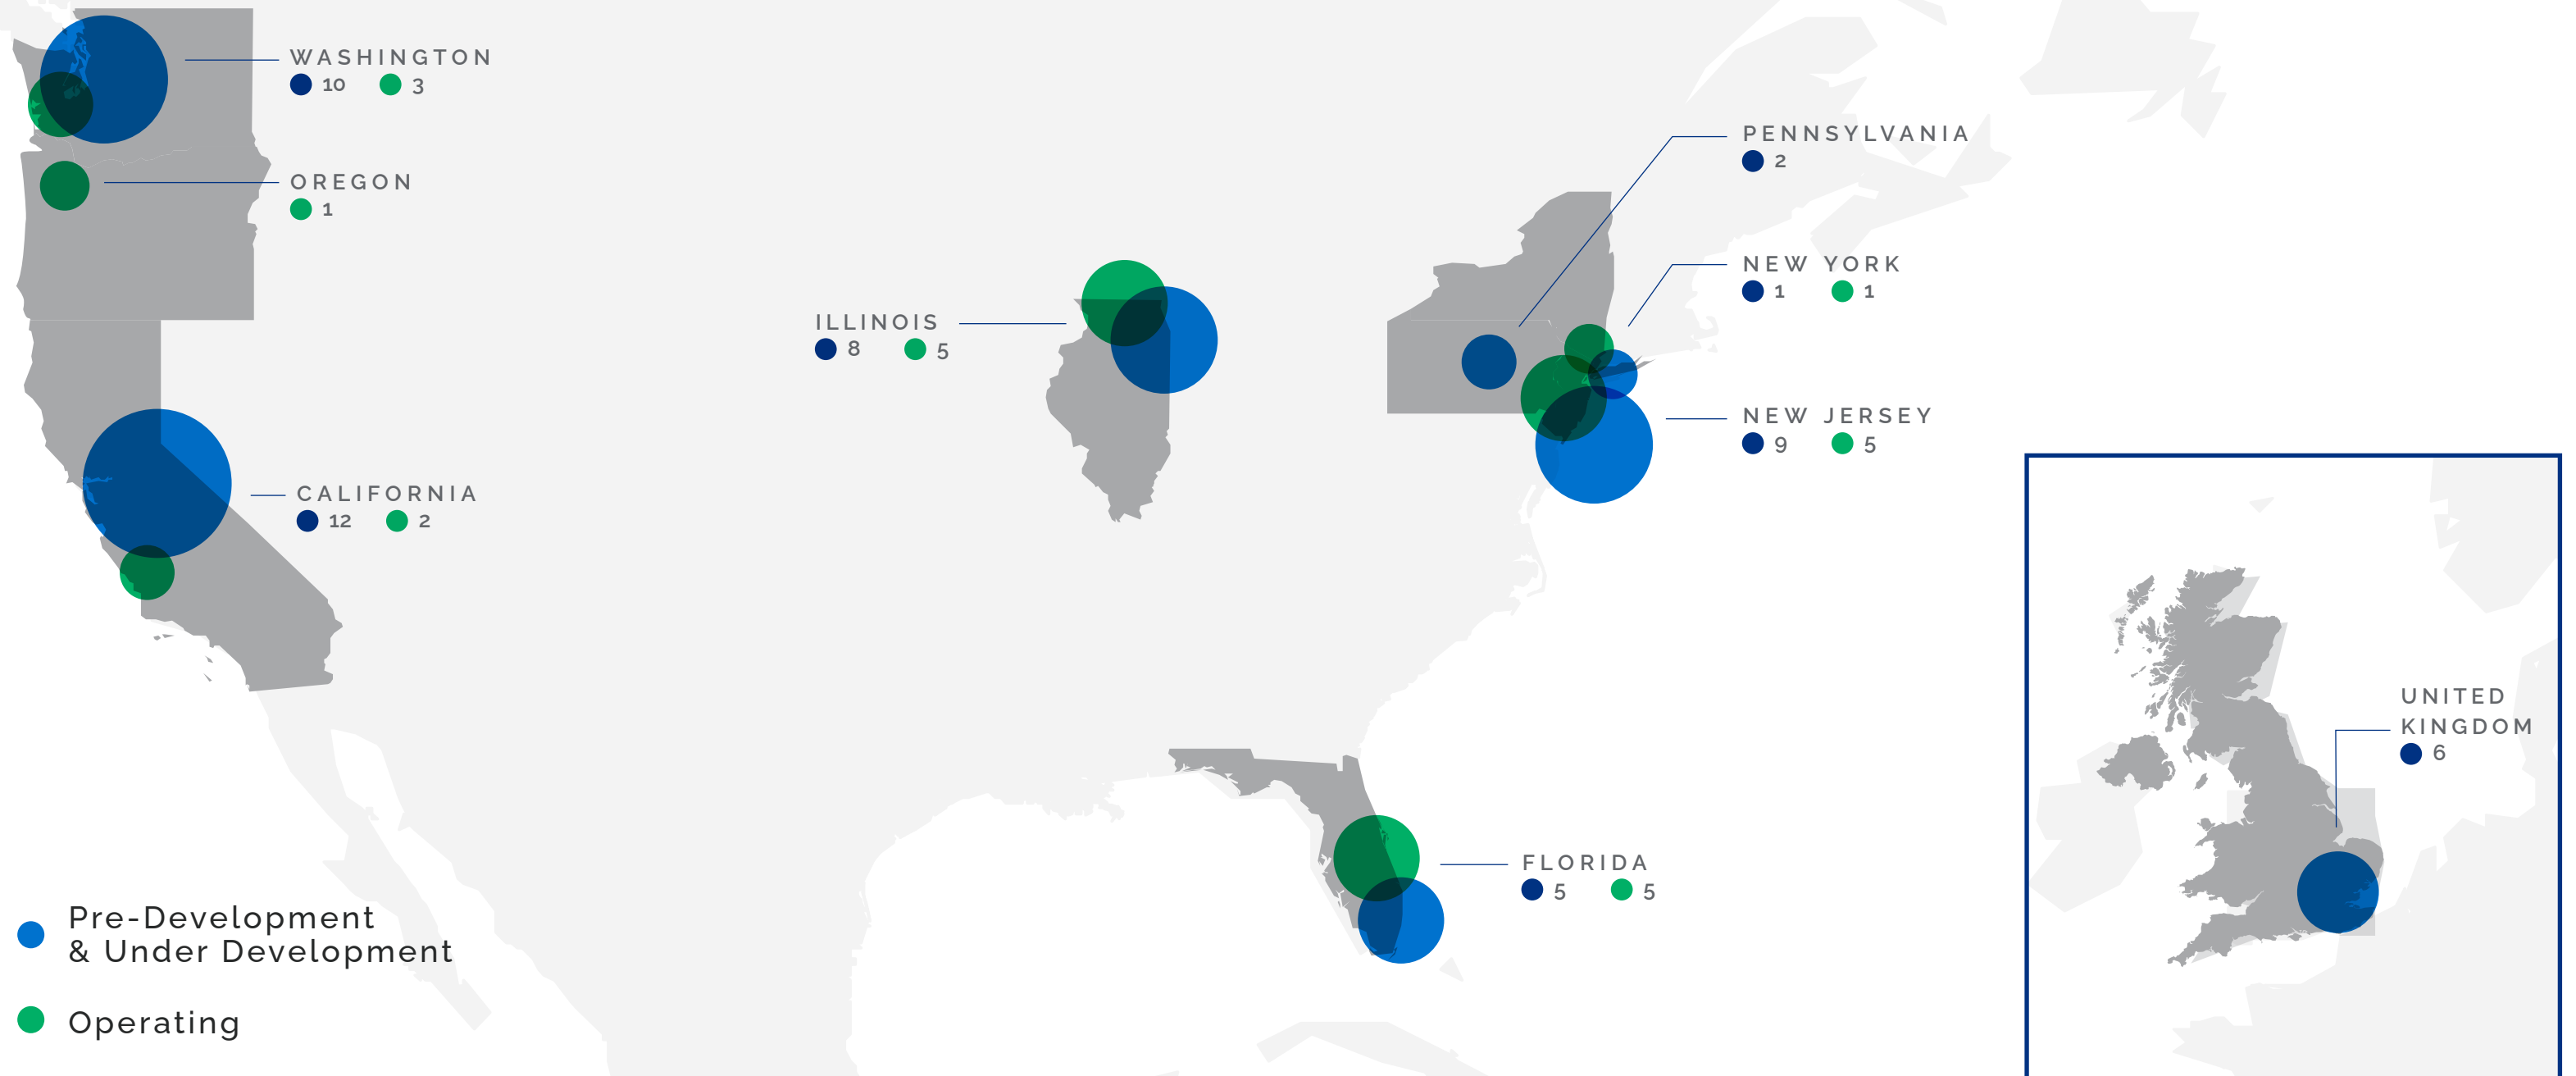 WASHINGTON
10 3
OREGON
1
CALIFORNIA
12 2
ILLINOIS
8 5
PENNSYLVANIA
2
NEW YORK
1 1
NEW JERSEY
9 5
FLORIDA
5 5
UNITED
KINGDOM
6
Pre-Development
& Under Development
Operating